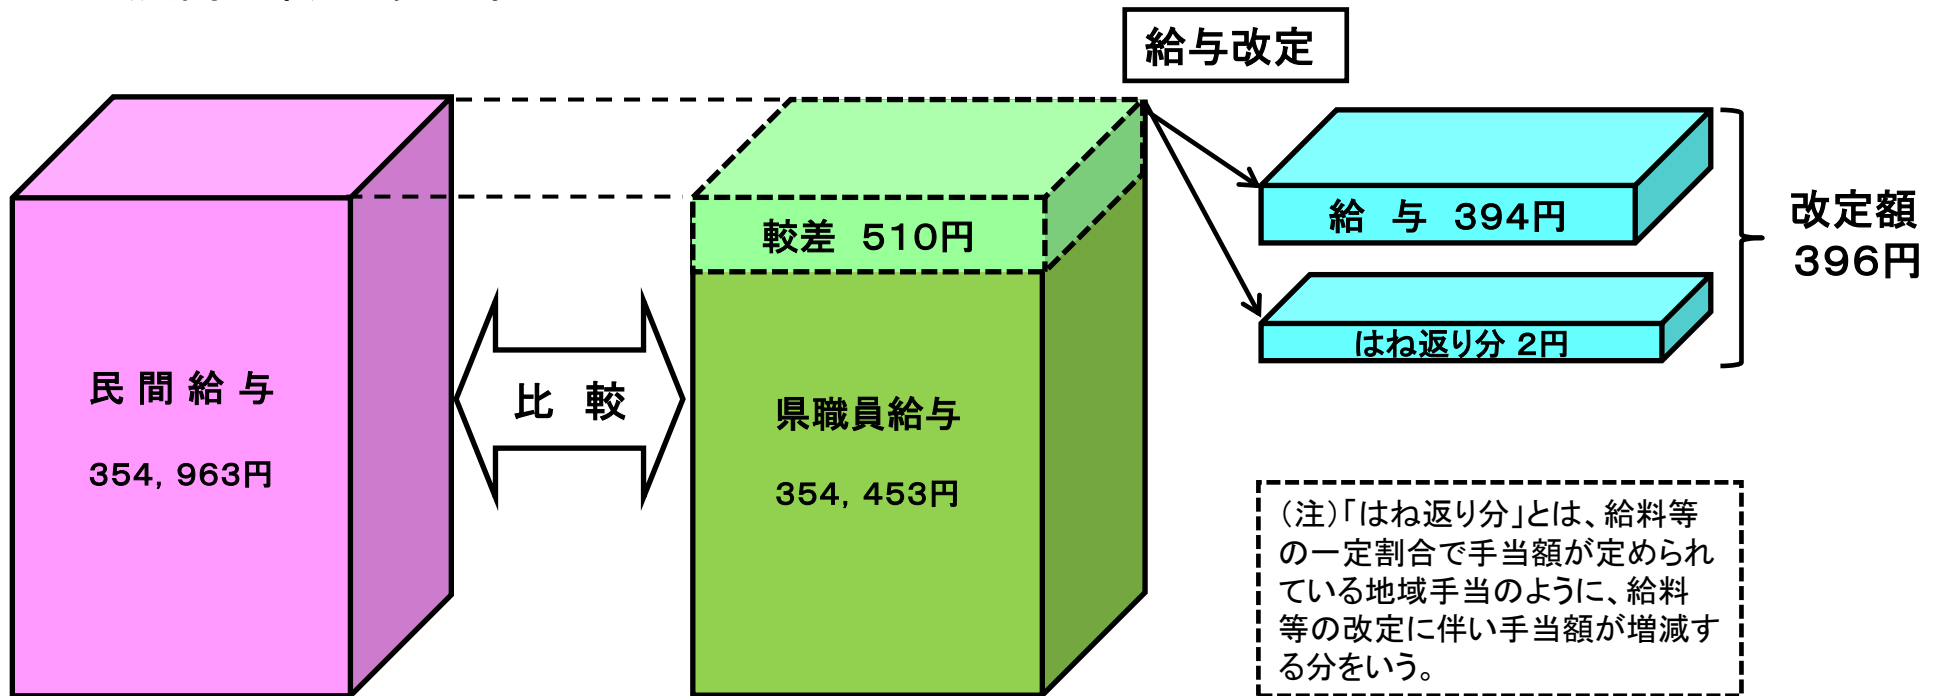 給与改定
較差 510円
給 与 394円
改定額
396円
はね返り分 2円
民 間 給 与
354,963円
比 較
県職員給与
354,453円
(注)「はね返り分」とは、給料等
の一定割合で手当額が定められ
ている地域手当のように、給料
等の改定に伴い手当額が増減す
る分をいう。